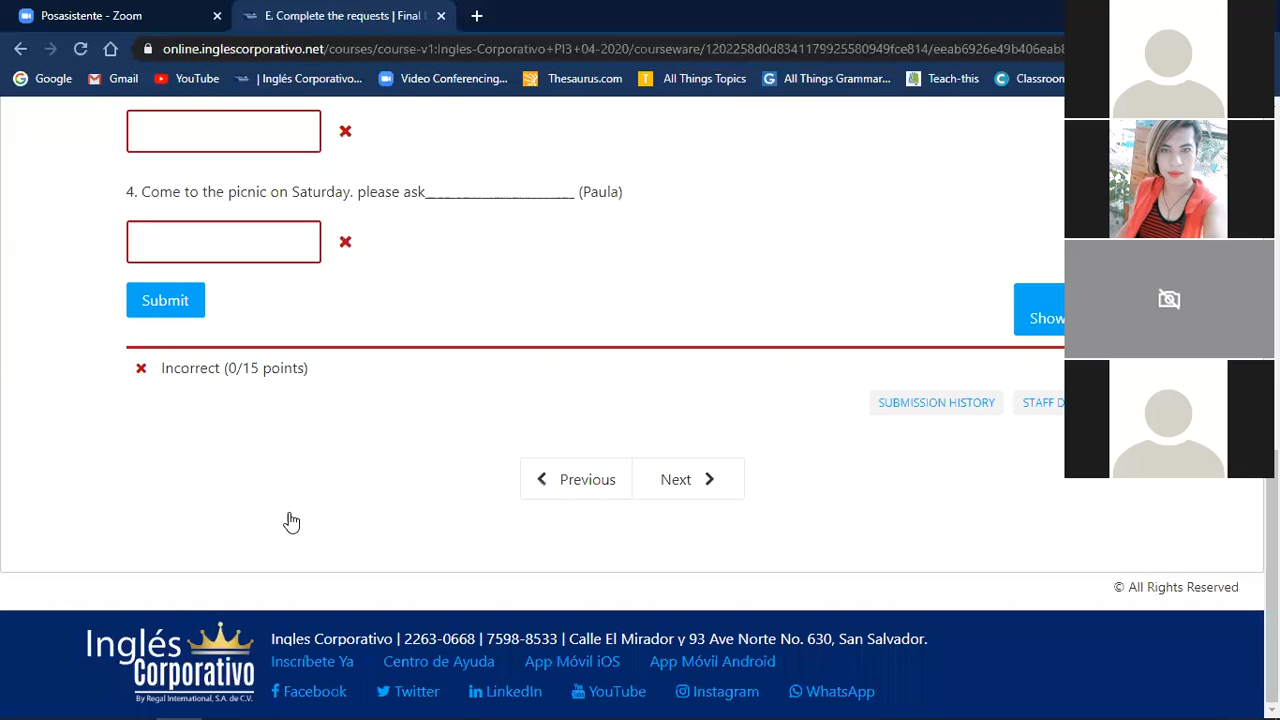 Posasistente - Zoom
E. Complete the requests | Final
online.inglescorporativo.net/courses/course-v1:Ingles-Corporativo+PI3+04-2020/courseware/1202258d0d8341179925580949fce814/eeab6926e49b406eab8
Google
Gmail
YouTube
| Inglés Corporativo...
Video Conferencing...
Thesaurus.com
All Things Topics
All Things Grammar...
Teach-this
Classroom
4. Come to the picnic on Saturday. please ask____________________ (Paula)
Submit
Show
Incorrect (0/15 points)
SUBMISSION HISTORY
STAFF D
Previous
Next
© All Rights Reserved
Inglés Corporativo
By Regal International, S.A. de C.V.
Ingles Corporativo | 2263-0668 | 7598-8533 | Calle El Mirador y 93 Ave Norte No. 630, San Salvador.
Inscríbete Ya
Centro de Ayuda
App Móvil iOS
App Móvil Android
Facebook
Twitter
LinkedIn
YouTube
Instagram
WhatsApp